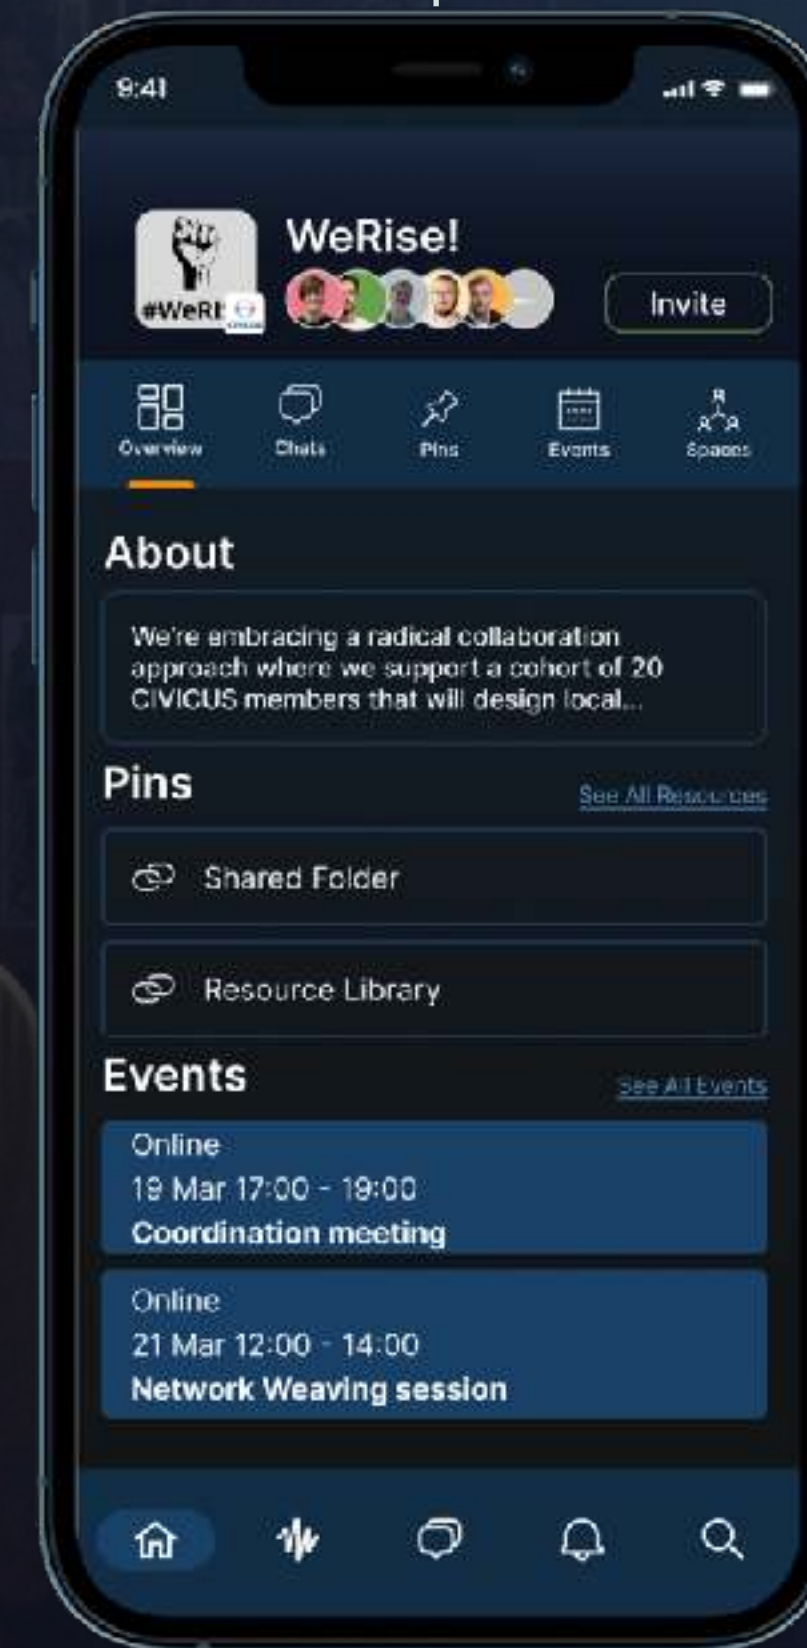 9:41
WeRise!
#WeRI
Invite
Overview
Chats
Pins
Events
Spaces
About
We're embracing a radical collaboration
approach where we support a cohort of 20
CIVICUS members that will design local...
Pins
See All Resources
Shared Folder
Resource Library
Events
See All Events
Online
19 Mar 17:00 - 19:00
Coordination meeting
Online
21 Mar 12:00 - 14:00
Network Weaving session